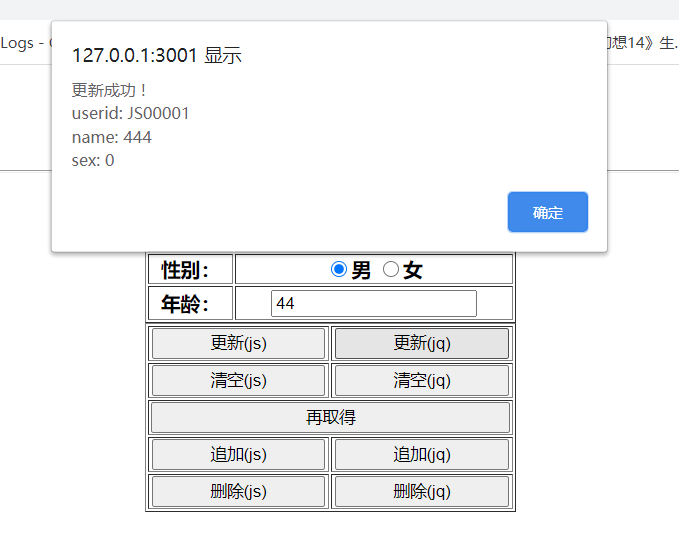 Logs - 
127.0.0.1:3001 显示
想14》生.
更新成功！
userid: JS00001
name: 444
sex: 0
确定
性别： 男 女
年龄： 44
更新(js) 更新(jq)
清空(js) 清空(jq)
再取得
追加(js) 追加(jq)
删除(js) 删除(jq)